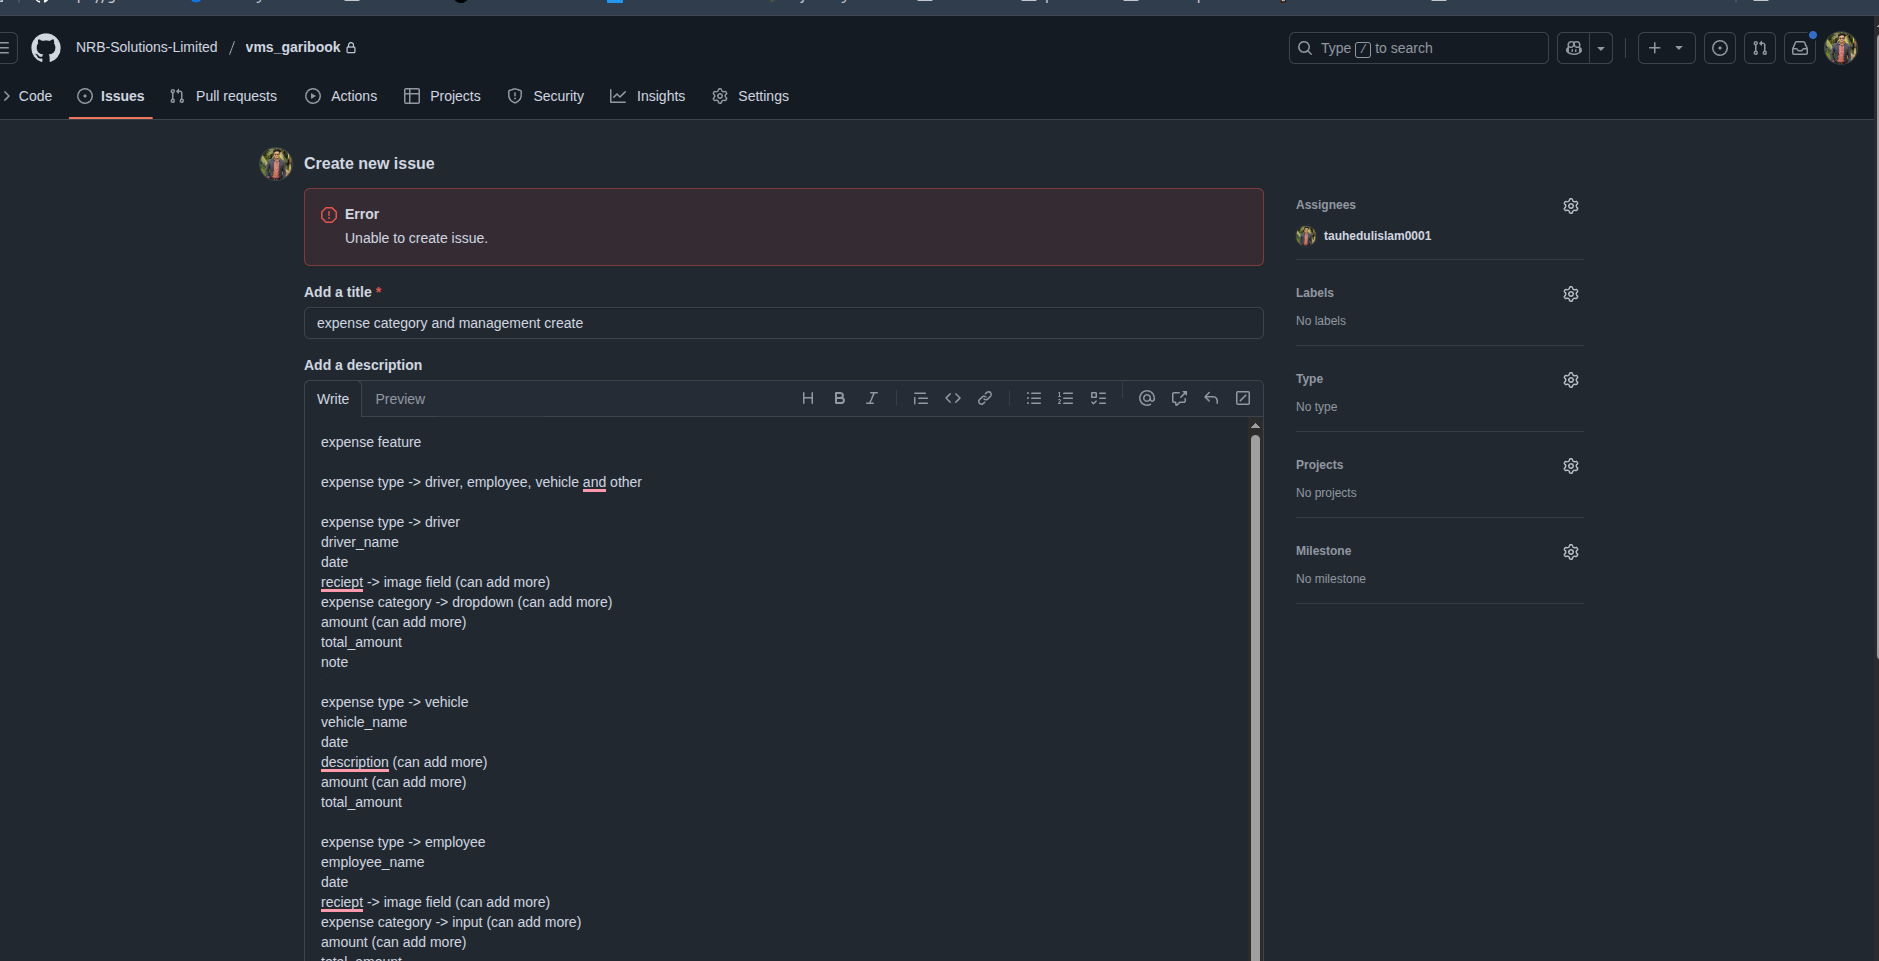 NRB-Solutions-Limited / vms_garibook
Type / to search
Code
Issues
Pull requests
Actions
Projects
Security
Insights
Settings
Create new issue
Error
Unable to create issue.
Add a title *
expense category and management create
Add a description
Write
Preview
expense feature
expense type -> driver, employee, vehicle and other
expense type -> driver
driver_name
date
reciept -> image field (can add more)
expense category -> dropdown (can add more)
amount (can add more)
total_amount
note
expense type -> vehicle
vehicle_name
date
description (can add more)
amount (can add more)
total_amount
expense type -> employee
employee_name
date
reciept -> image field (can add more)
expense category -> input (can add more)
amount (can add more)
total_amount
Assignees
tauhedulislam0001
Labels
No labels
Type
No type
Projects
No projects
Milestone
No milestone